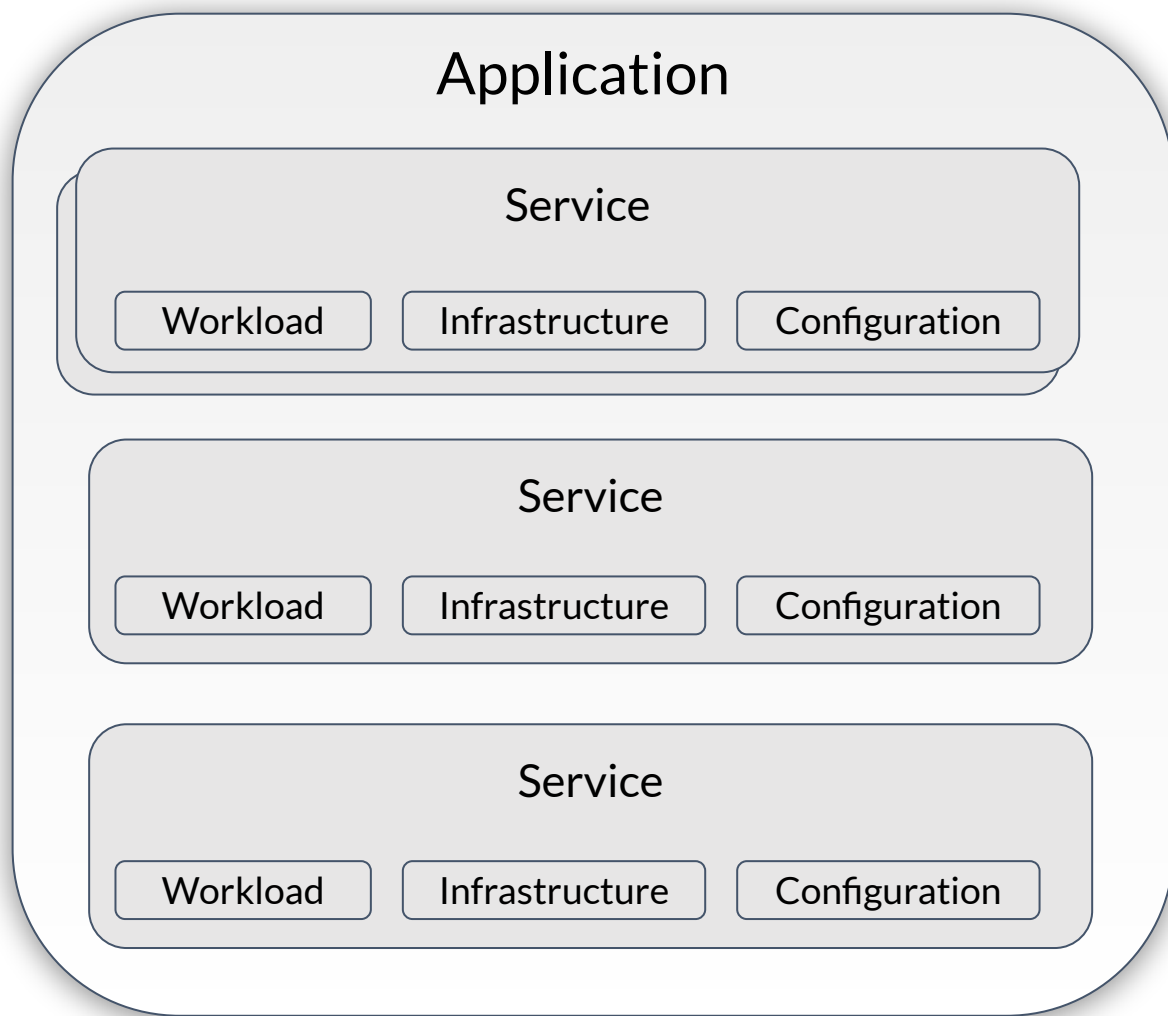 Application
Service
Workload Infrastructure Configuration
Service
Workload Infrastructure Configuration
Service
Workload Infrastructure Configuration